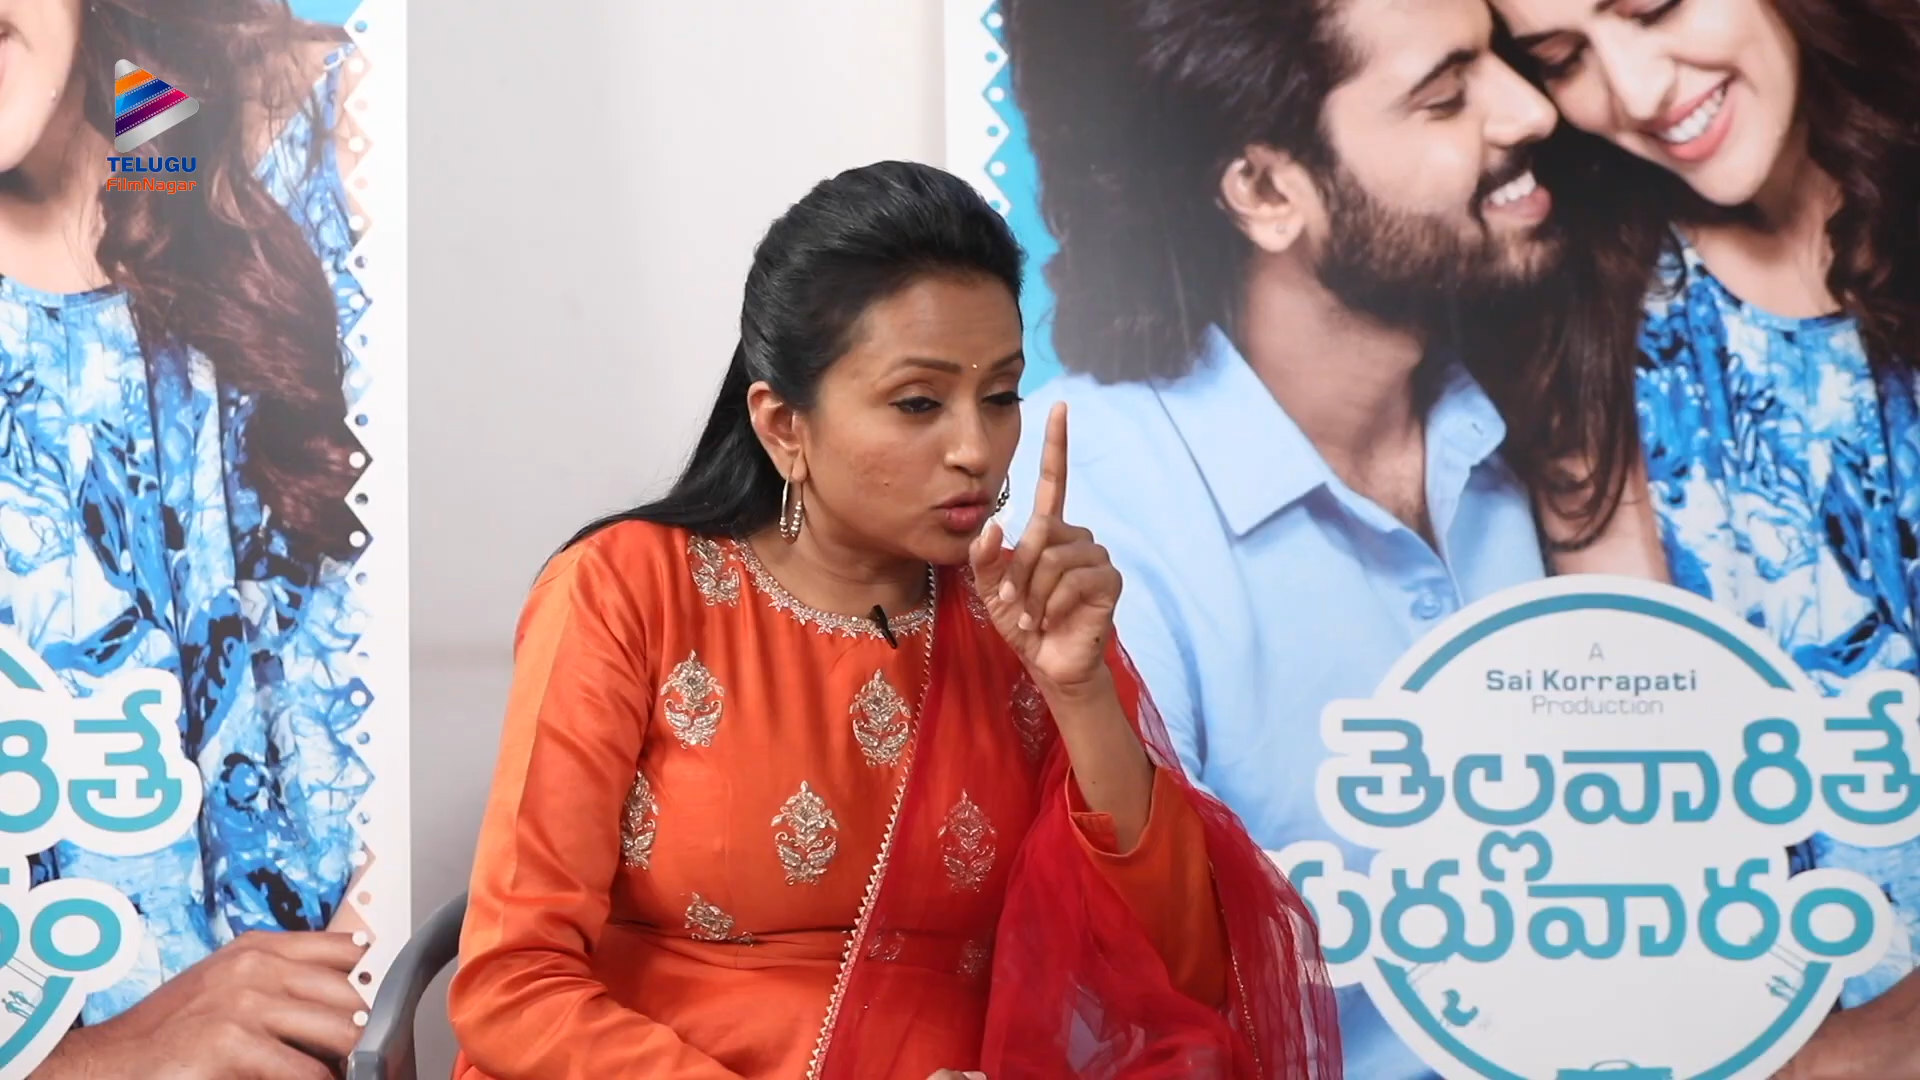 TELUGU
FilmNagar
A
Sai Korrapati
Production
తెల్లవారితే
గురువారం
రితే
రం